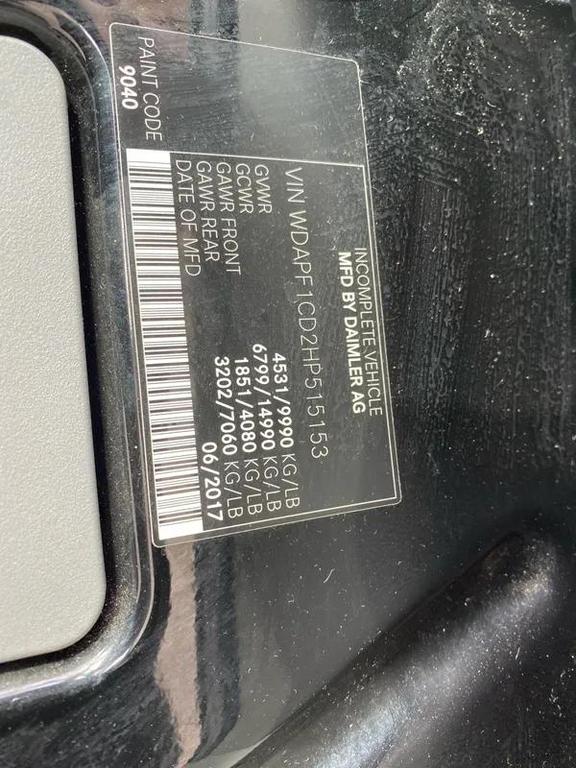 INCOMPLETE VEHICLE
MFD BY DAIMLER AG
VIN WDAPF1CD2HP515153
GVWR 4531/9990 KG/LB
GCWR 6799/14990 KG/LB
GAWR FRONT 1851/4080 KG/LB
GAWR REAR 3202/7060 KG/LB
DATE OF MFD 06/2017
PAINT CODE
9040